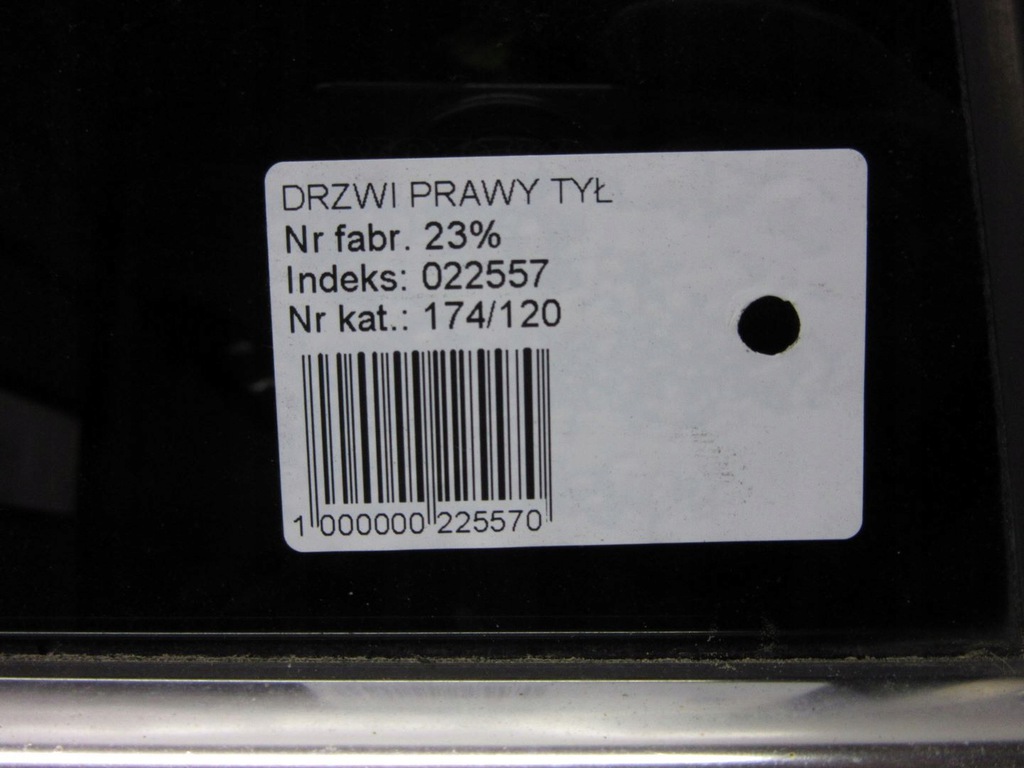 DRZWI PRAWY TYŁ
Nr fabr. 23%
Indeks: 022557
Nr kat.: 174/120
1 000000 225570